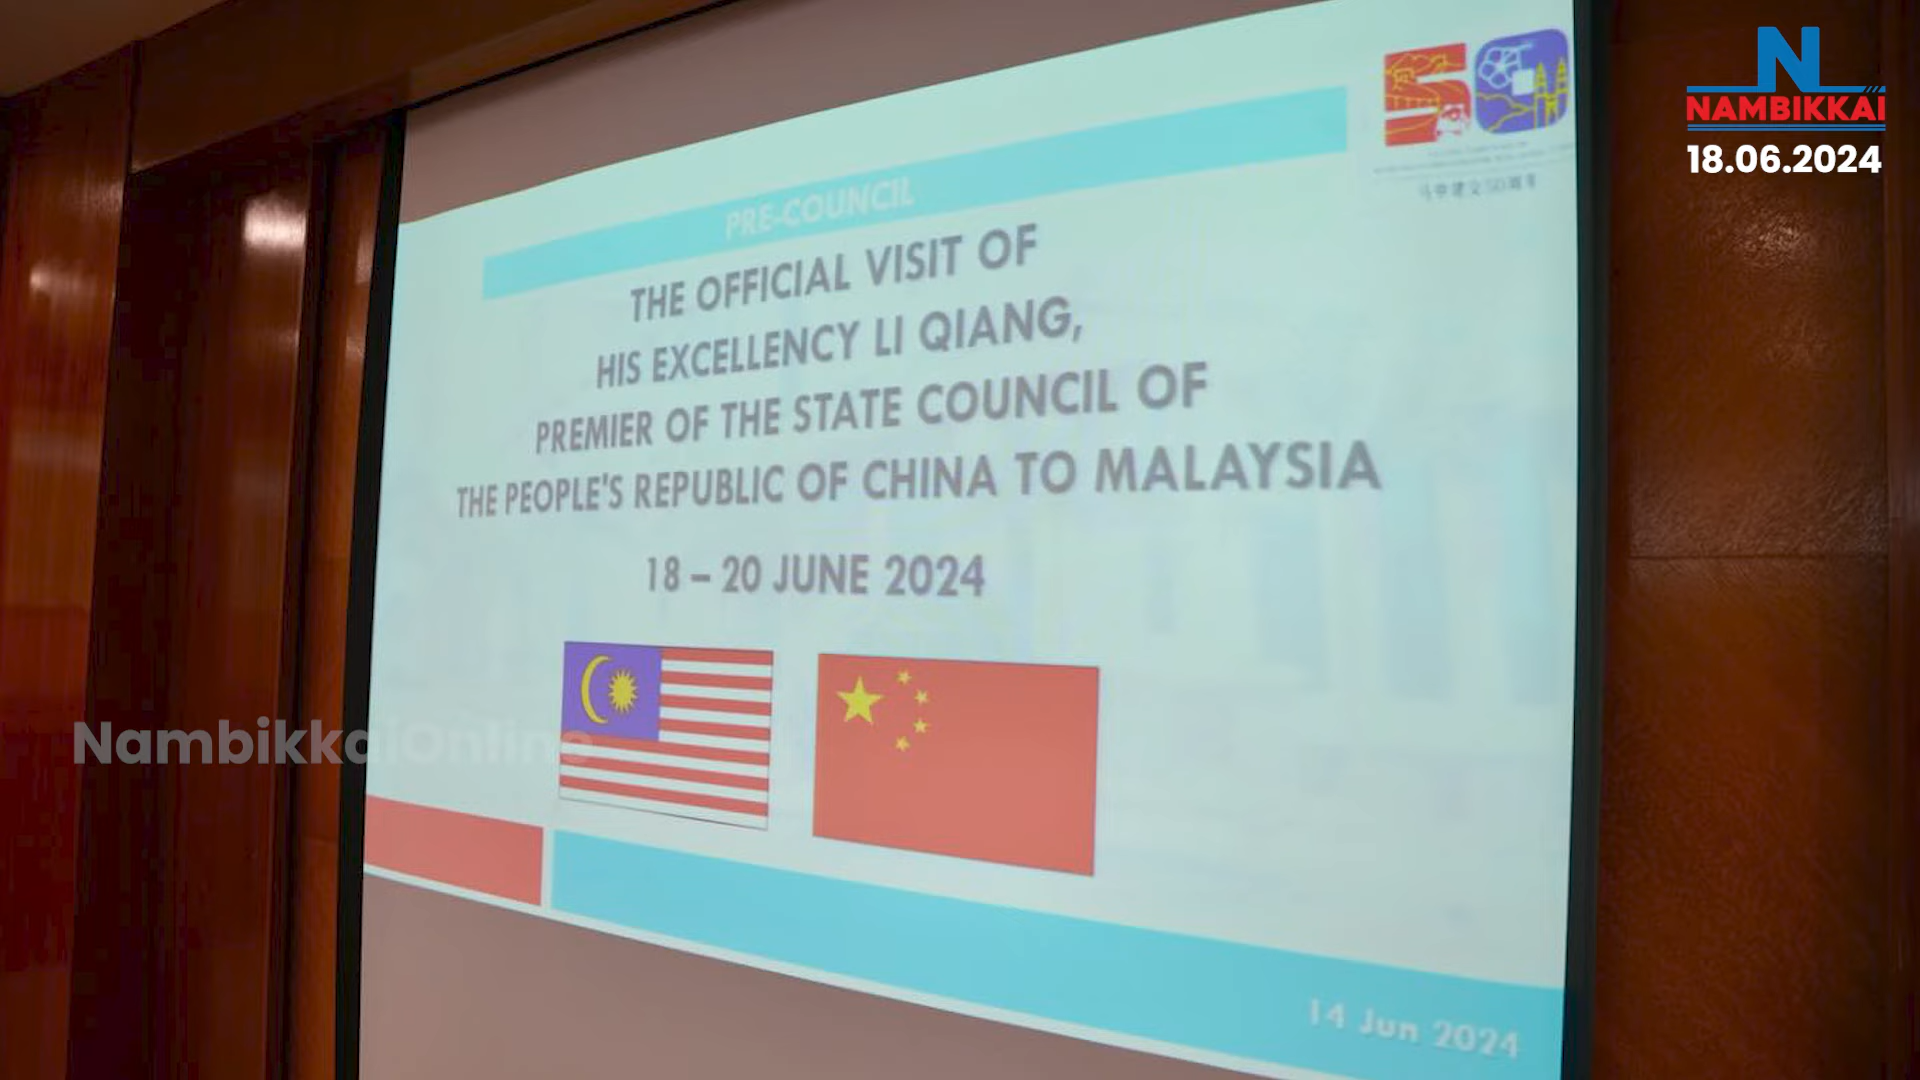 N
NAMBIKKAI
18.06.2024
50
PRE-COUNCIL
THE OFFICIAL VISIT OF
HIS EXCELLENCY LI QIANG,
PREMIER OF THE STATE COUNCIL OF
THE PEOPLE'S REPUBLIC OF CHINA TO MALAYSIA
18 – 20 JUNE 2024
NambikkaiOnline
14 Jun 2024